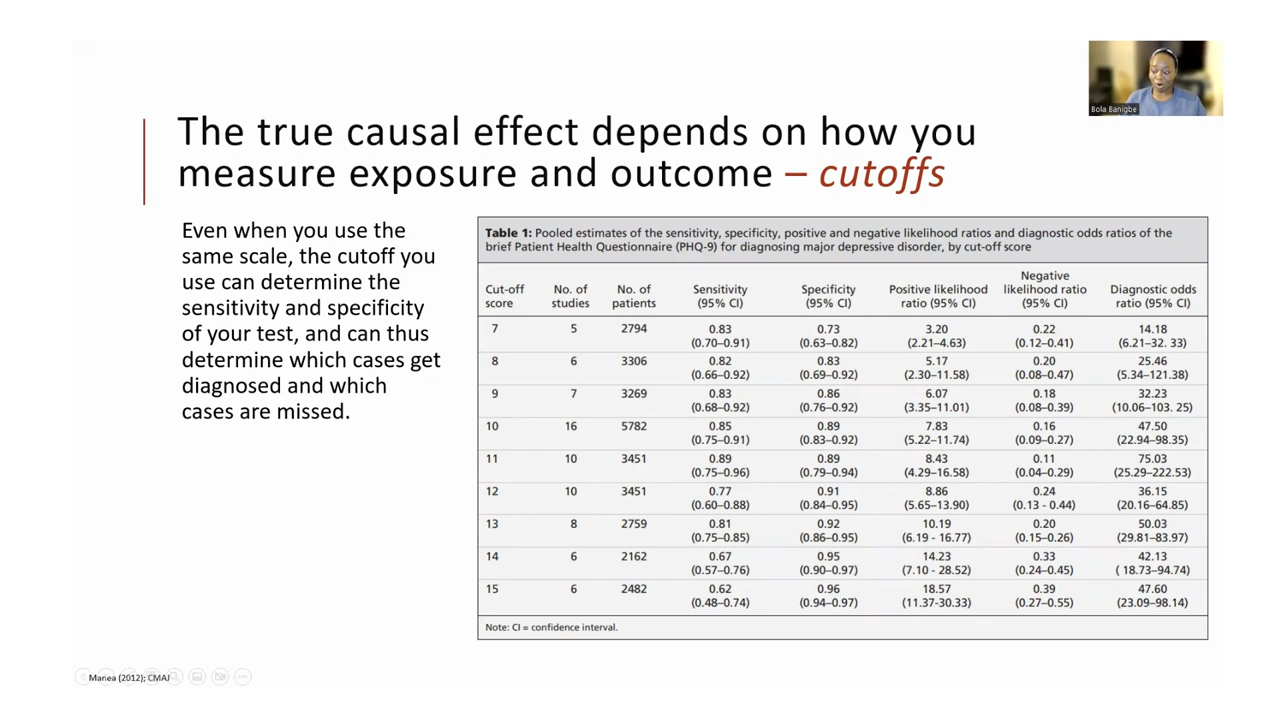 Bola Banigbe
The true causal effect depends on how you
measure exposure and outcome – cutoffs
Even when you use the
same scale, the cutoff you
use can determine the
sensitivity and specificity
of your test, and can thus
determine which cases get
diagnosed and which
cases are missed.
Table 1: Pooled estimates of the sensitivity, specificity, positive and negative likelihood ratios and diagnostic odds ratios of the
brief Patient Health Questionnaire (PHQ-9) for diagnosing major depressive disorder, by cut-off score
Negative
Cut-off No. of No. of Sensitivity Specificity Positive likelihood likelihood ratio Diagnostic odds
score studies patients (95% CI) (95% CI) ratio (95% CI) (95% CI) ratio (95% CI)
7 5 2794 0.83 0.73 3.20 0.22 14.18
(0.70–0.91) (0.63–0.82) (2.21–4.63) (0.12–0.41) (6.21–32. 33)
8 6 3306 0.82 0.83 5.17 0.20 25.46
(0.66–0.92) (0.69–0.92) (2.30–11.58) (0.08–0.47) (5.34–121.38)
9 7 3269 0.83 0.86 6.07 0.18 32.23
(0.68–0.92) (0.76–0.92) (3.35–11.01) (0.08–0.39) (10.06–103. 25)
10 16 5782 0.85 0.89 7.83 0.16 47.50
(0.75–0.91) (0.83–0.92) (5.22–11.74) (0.09–0.27) (22.94–98.35)
11 10 3451 0.89 0.89 8.43 0.11 75.03
(0.75–0.96) (0.79–0.94) (4.29–16.58) (0.04–0.29) (25.29–222.53)
12 10 3451 0.77 0.91 8.86 0.24 36.15
(0.60–0.88) (0.84–0.95) (5.65–13.90) (0.13 - 0.44) (20.16–64.85)
13 8 2759 0.81 0.92 10.19 0.20 50.03
(0.75–0.85) (0.86–0.95) (6.19 - 16.77) (0.15–0.26) (29.81–83.97)
14 6 2162 0.67 0.95 14.23 0.33 42.13
(0.57–0.76) (0.90–0.97) (7.10 - 28.52) (0.24–0.45) ( 18.73–94.74)
15 6 2482 0.62 0.96 18.57 0.39 47.60
(0.48–0.74) (0.94–0.97) (11.37-30.33) (0.27–0.55) (23.09–98.14)
Note: CI = confidence interval.
Manea (2012); CMAJ